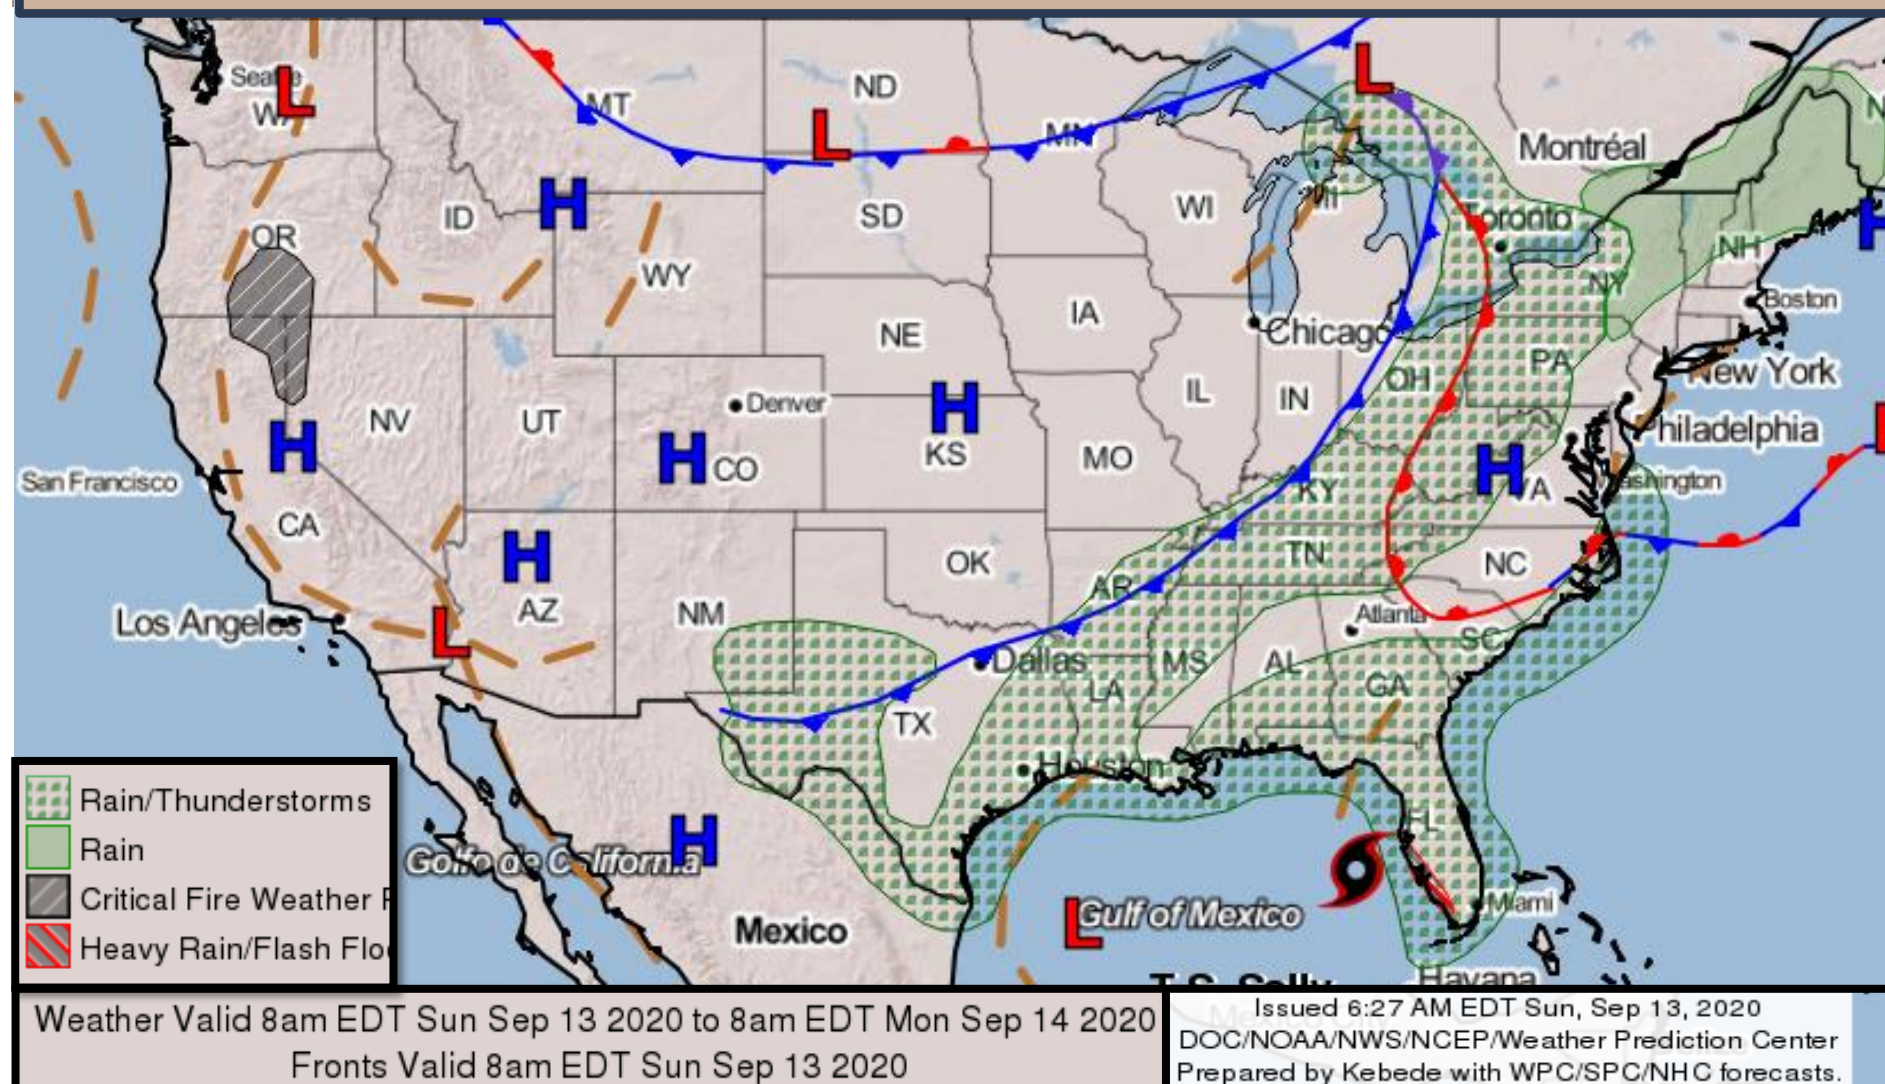 Seattle
WA
MT
ND
MN
Montréal
OR
ID
SD
WI
MI
Toronto
NH
WY
NY
Boston
IA
Chicago
NE
PA
New York
OH
IL
IN
Denver
NV
UT
Philadelphia
KS
CO
MO
San Francisco
KY
VA
Washington
CA
OK
TN
NC
AR
AZ
NM
Atlanta
Los Angeles
SC
Dallas
MS
AL
LA
GA
TX
Houston
FL
Golfo de California
Miami
Gulf of Mexico
Mexico
Havana
T.S. Sally
L
L
L
L
L
H
H
H
H
H
H
H
H
H
Rain/Thunderstorms
Rain
Critical Fire Weather
Heavy Rain/Flash Flo
Weather Valid 8am EDT Sun Sep 13 2020 to 8am EDT Mon Sep 14 2020
Fronts Valid 8am EDT Sun Sep 13 2020
Issued 6:27 AM EDT Sun, Sep 13, 2020
DOC/NOAA/NWS/NCEP/Weather Prediction Center
Prepared by Kebede with WPC/SPC/NHC forecasts.
Mexico City